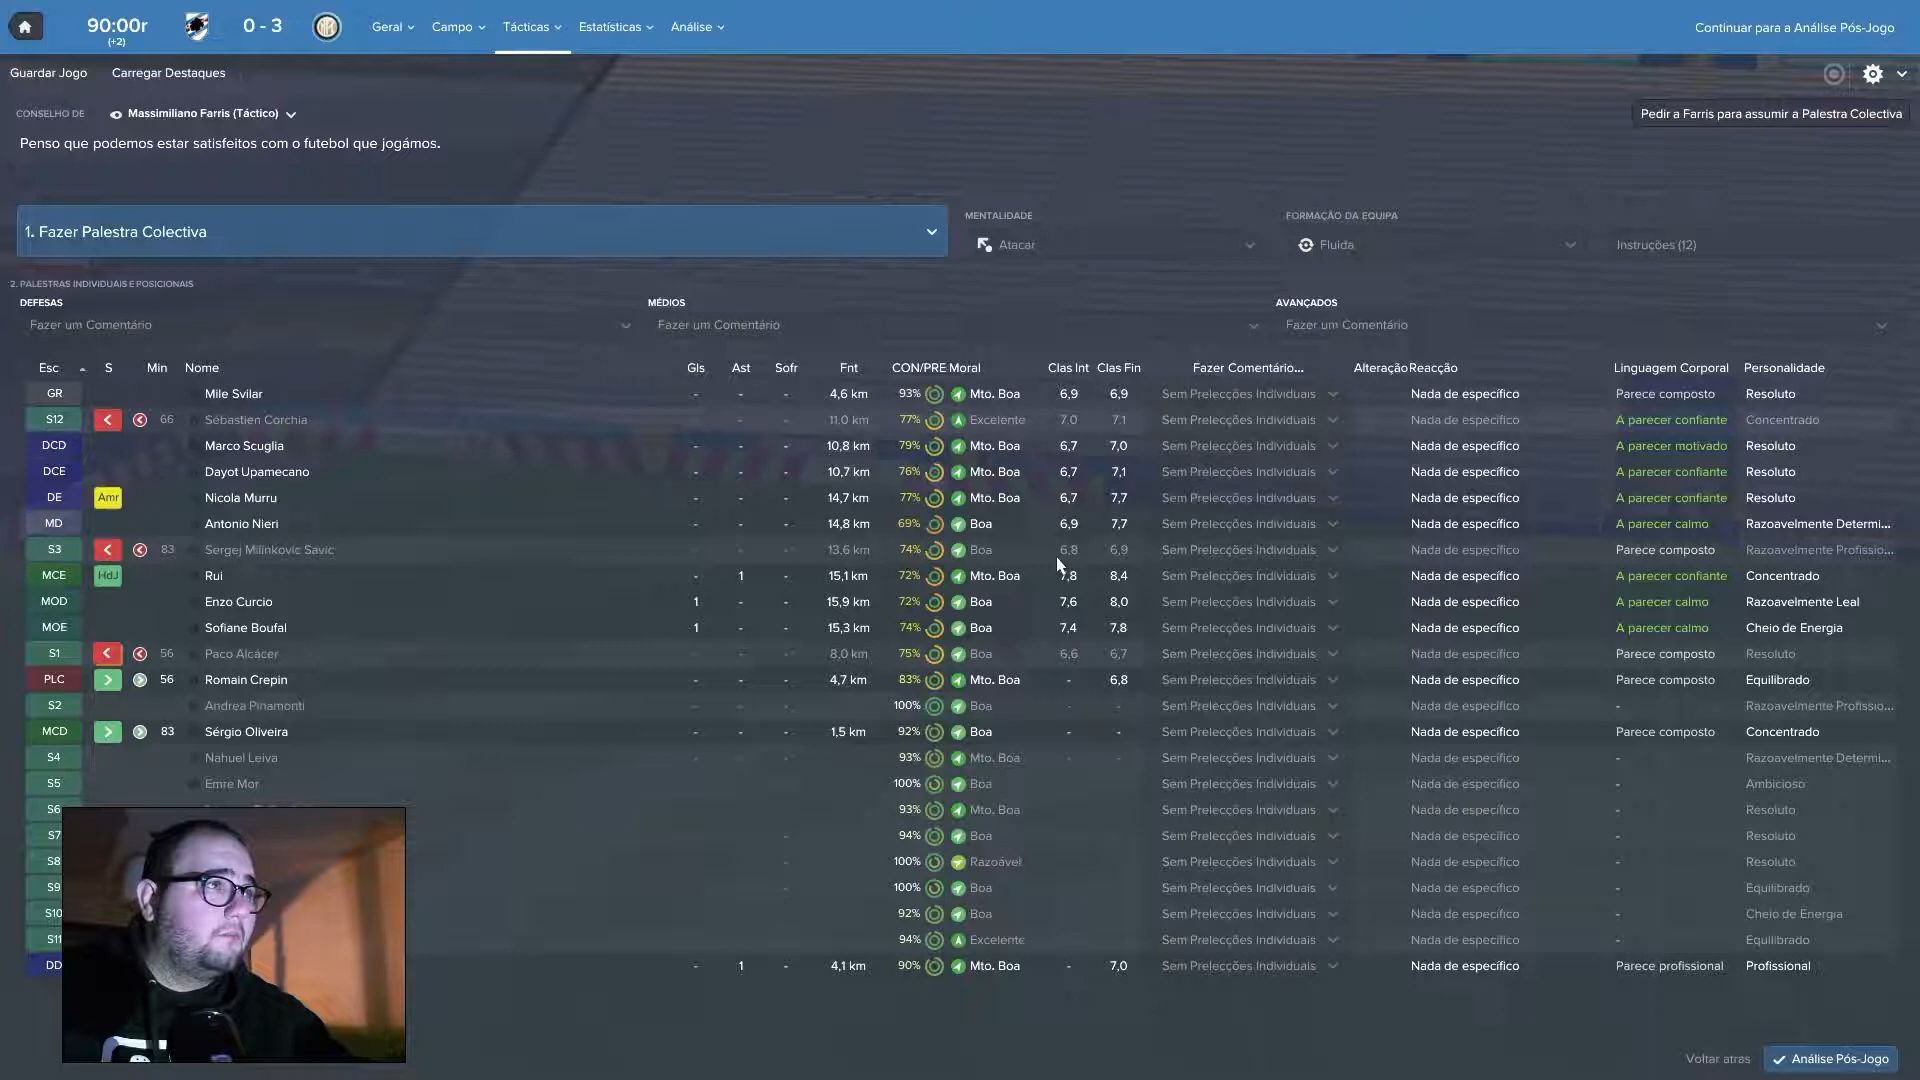 90:00r
(+2)
0 - 3
Geral
Campo
Tácticas
Estatísticas
Análise
Continuar para a Análise Pós-Jogo
Guardar Jogo Carregar Destaques
CONSELHO DE Massimiliano Farris (Táctico)
Pedir a Farris para assumir a Palestra Colectiva
Penso que podemos estar satisfeitos com o futebol que jogámos.
1. Fazer Palestra Colectiva
MENTALIDADE
Atacar
FORMAÇÃO DA EQUIPA
Fluida
Instruções (12)
2. PALESTRAS INDIVIDUAIS E POSICIONAIS
DEFESAS MÉDIOS AVANÇADOS
Fazer um Comentário Fazer um Comentário Fazer um Comentário
Esc S Min Nome Gls Ast Sofr Fnt CON/PRE Moral Clas Int Clas Fin Fazer Comentário... Alteração Reacção Linguagem Corporal Personalidade
GR Mile Svilar - - - 4,6 km 93% Mto. Boa 6,9 6,9 Sem Prelecções Individuais Nada de específico Parece composto Resoluto
S12 66 Sébastien Corchia - - - 11,0 km 77% Excelente 7,0 7,1 Sem Prelecções Individuais Nada de específico A parecer confiante Concentrado
DCD Marco Scuglia - - - 10,8 km 79% Mto. Boa 6,7 7,0 Sem Prelecções Individuais Nada de específico A parecer motivado Resoluto
DCE Dayot Upamecano - - - 10,7 km 76% Mto. Boa 6,7 7,1 Sem Prelecções Individuais Nada de específico A parecer confiante Resoluto
DE Amr Nicola Murru - - - 14,7 km 77% Mto. Boa 6,7 7,7 Sem Prelecções Individuais Nada de específico A parecer confiante Resoluto
MD Antonio Nieri - - - 14,8 km 69% Boa 6,9 7,7 Sem Prelecções Individuais Nada de específico A parecer calmo Razoavelmente Determi...
S3 83 Sergej Milinkovic Savic - - - 13,6 km 74% Boa 6,8 6,9 Sem Prelecções Individuais Nada de específico Parece composto Razoavelmente Profissio...
MCE HdJ Rui - 1 - 15,1 km 72% Mto. Boa 7,8 8,4 Sem Prelecções Individuais Nada de específico A parecer confiante Concentrado
MOD Enzo Curcio 1 - - 15,9 km 72% Boa 7,6 8,0 Sem Prelecções Individuais Nada de específico A parecer calmo Razoavelmente Leal
MOE Sofiane Boufal 1 - - 15,3 km 74% Boa 7,4 7,8 Sem Prelecções Individuais Nada de específico A parecer calmo Cheio de Energia
S1 56 Paco Alcácer - - - 8,0 km 75% Boa 6,6 6,7 Sem Prelecções Individuais Nada de específico Parece composto Resoluto
PLC 56 Romain Crepin - - - 4,7 km 83% Mto. Boa - 6,8 Sem Prelecções Individuais Nada de específico Parece composto Equilibrado
S2 Andrea Pinamonti - - - 100% Boa - - Sem Prelecções Individuais Nada de específico - Razoavelmente Profissio...
MCD 83 Sérgio Oliveira - - - 1,5 km 92% Boa - - Sem Prelecções Individuais Nada de específico Parece composto Concentrado
S4 Nahuel Leiva - - - 93% Mto. Boa - - Sem Prelecções Individuais Nada de específico - Razoavelmente Determi...
S5 Emre Mor 100% Boa Sem Prelecções Individuais Nada de específico - Ambicioso
S6 93% Mto. Boa Sem Prelecções Individuais Nada de específico - Resoluto
S7 - 94% Boa Sem Prelecções Individuais Nada de específico - Resoluto
S8 - 100% Razoável Sem Prelecções Individuais Nada de específico - Resoluto
S9 - 100% Boa Sem Prelecções Individuais Nada de específico - Equilibrado
S10 92% Boa Sem Prelecções Individuais Nada de específico - Cheio de Energia
S11 94% Excelente Sem Prelecções Individuais Nada de específico - Equilibrado
DD - 1 - 4,1 km 90% Mto. Boa - 7,0 Sem Prelecções Individuais Nada de específico Parece profissional Profissional
Voltar atras Análise Pós-Jogo